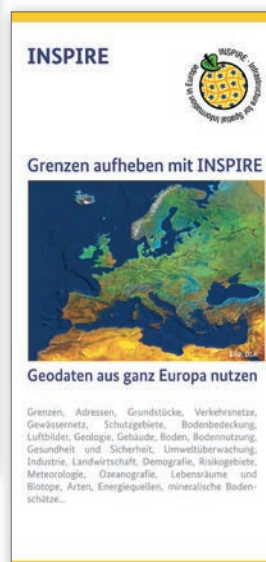 INSPIRE
INSPIRE - Infrastructure for Spatial Information in Europe
Grenzen aufheben mit INSPIRE
Geodaten aus ganz Europa nutzen
Grenzen, Adressen, Grundstücke, Verkehrsnetze,
Gewässernetz, Schutzgebiete, Bodenbedeckung,
Luftbilder, Geologie, Gebäude, Boden, Bodennutzung,
Gesundheit und Sicherheit, Umweltüberwachung,
Industrie, Landwirtschaft, Demografie, Risikogebiete,
Meteorologie, Ozeanografie, Lebensräume und
Biotope, Arten, Energiequellen, mineralische Boden-
schätze...